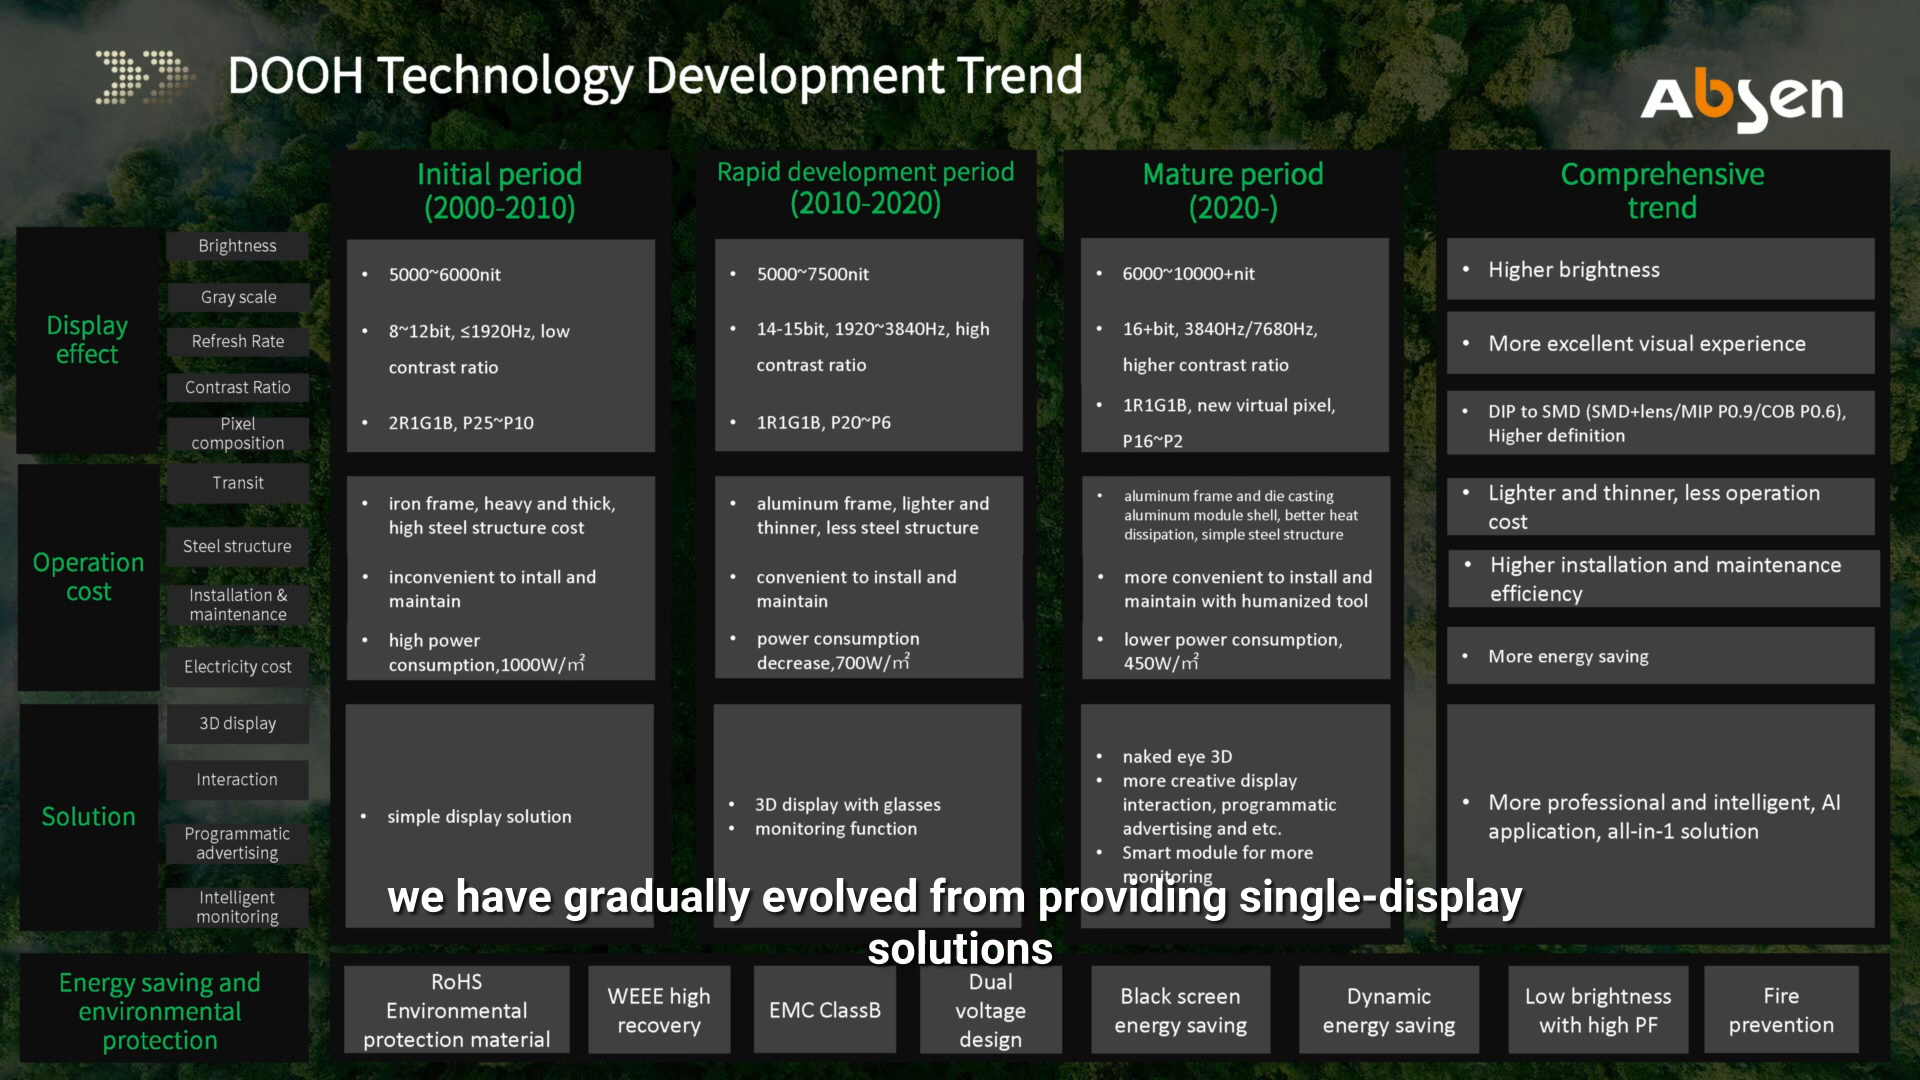 DOOH Technology Development Trend
Absen
Initial period
(2000-2010)
Rapid development period
(2010-2020)
Mature period
(2020-)
Comprehensive
trend
Display
effect
Brightness
Gray scale
Refresh Rate
Contrast Ratio
Pixel
composition
• 5000~6000nit
• 8~12bit, ≤1920Hz, low
contrast ratio
• 2R1G1B, P25~P10
• 5000~7500nit
• 14-15bit, 1920~3840Hz, high
contrast ratio
• 1R1G1B, P20~P6
• 6000~10000+nit
• 16+bit, 3840Hz/7680Hz,
higher contrast ratio
• 1R1G1B, new virtual pixel,
P16~P2
• Higher brightness
• More excellent visual experience
• DIP to SMD (SMD+lens/MIP P0.9/COB P0.6),
Higher definition
Operation
cost
Transit
Steel structure
Installation &
maintenance
Electricity cost
• iron frame, heavy and thick,
high steel structure cost
• inconvenient to intall and
maintain
• high power
consumption,1000W/㎡
• aluminum frame, lighter and
thinner, less steel structure
• convenient to install and
maintain
• power consumption
decrease,700W/㎡
• aluminum frame and die casting
aluminum module shell, better heat
dissipation, simple steel structure
• more convenient to install and
maintain with humanized tool
• lower power consumption,
450W/㎡
• Lighter and thinner, less operation
cost
• Higher installation and maintenance
efficiency
• More energy saving
Solution
3D display
Interaction
Programmatic
advertising
Intelligent
monitoring
• simple display solution
• 3D display with glasses
• monitoring function
• naked eye 3D
• more creative display
interaction, programmatic
advertising and etc.
• Smart module for more
monitoring
• More professional and intelligent, AI
application, all-in-1 solution
we have gradually evolved from providing single-display
solutions
Energy saving and
environmental
protection
RoHS
Environmental
protection material
WEEE high
recovery
EMC ClassB
Dual
voltage
design
Black screen
energy saving
Dynamic
energy saving
Low brightness
with high PF
Fire
prevention